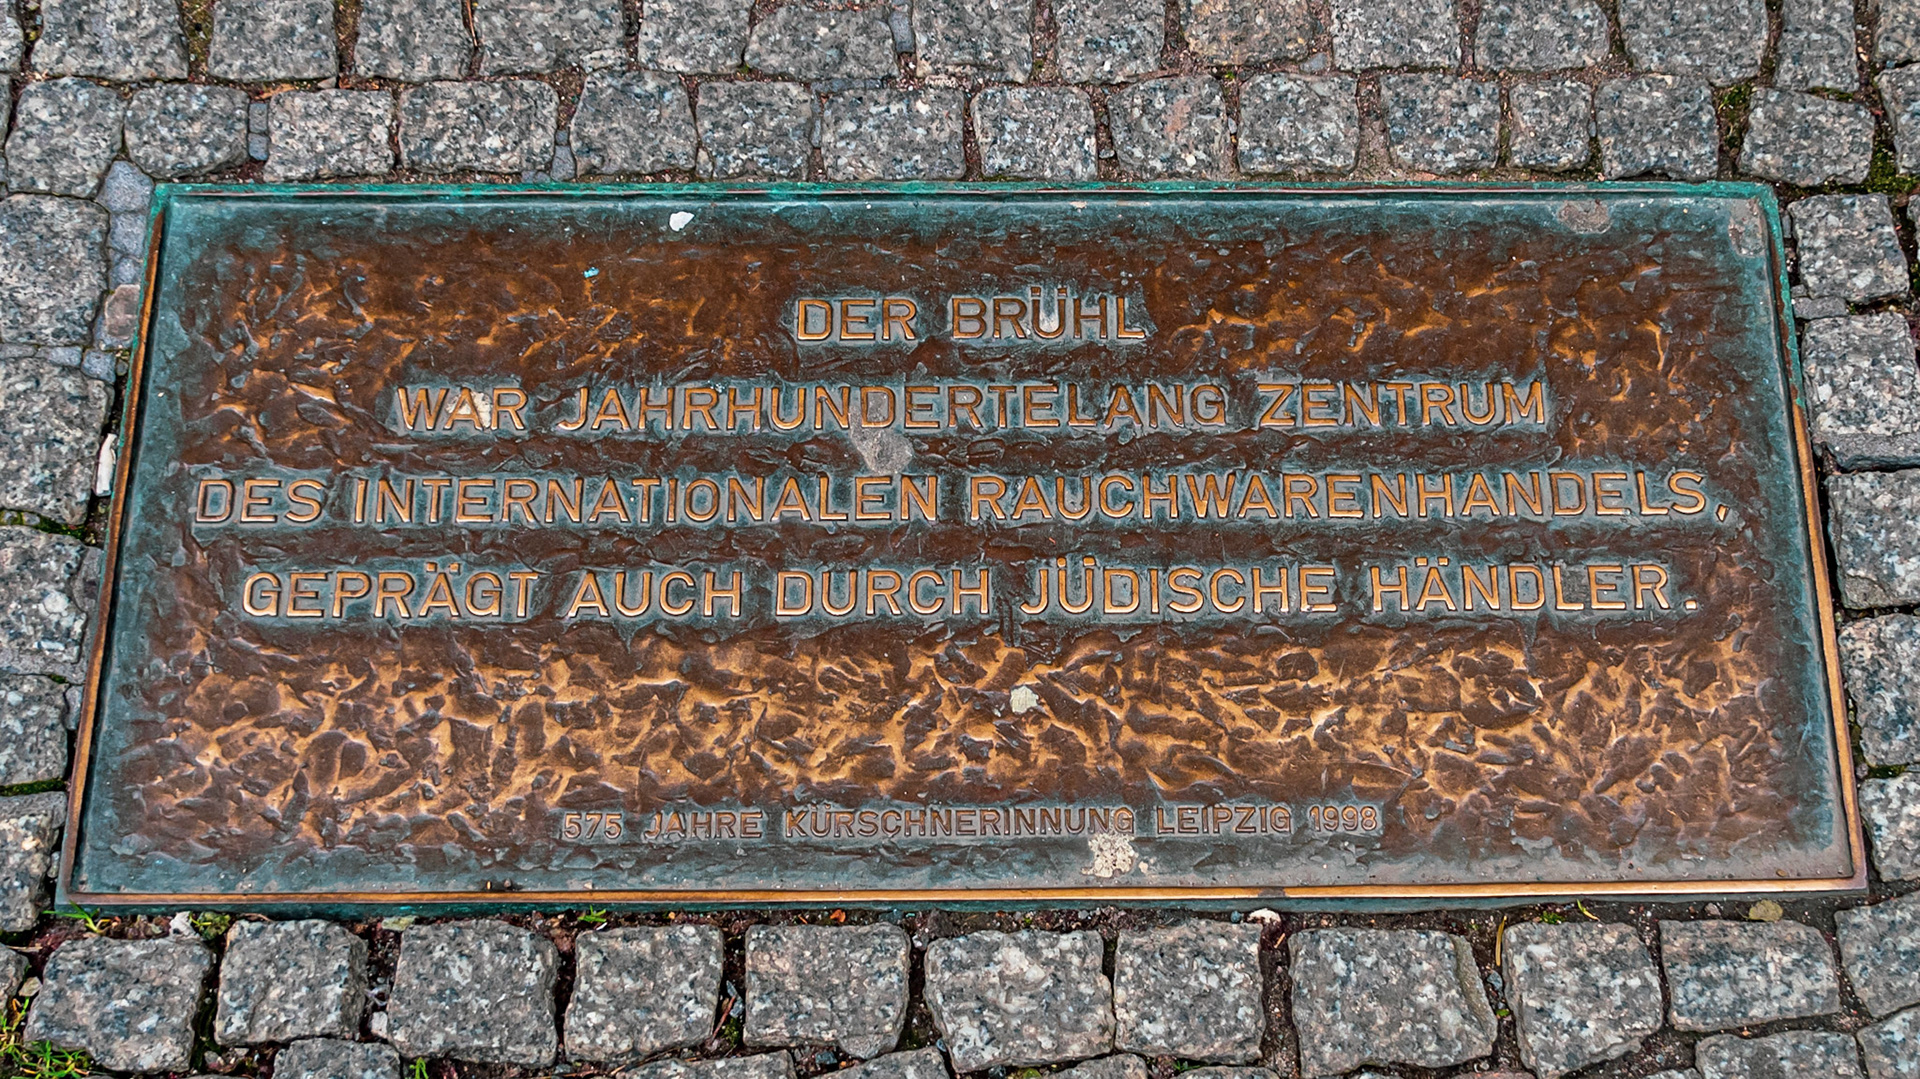 DER BRÜHL
WAR JAHRHUNDERTELANG ZENTRUM
DES INTERNATIONALEN RAUCHWARENHANDELS,
GEPRÄGT AUCH DURCH JÜDISCHE HÄNDLER.
575 JAHRE KÜRSCHNERINNUNG LEIPZIG 1998